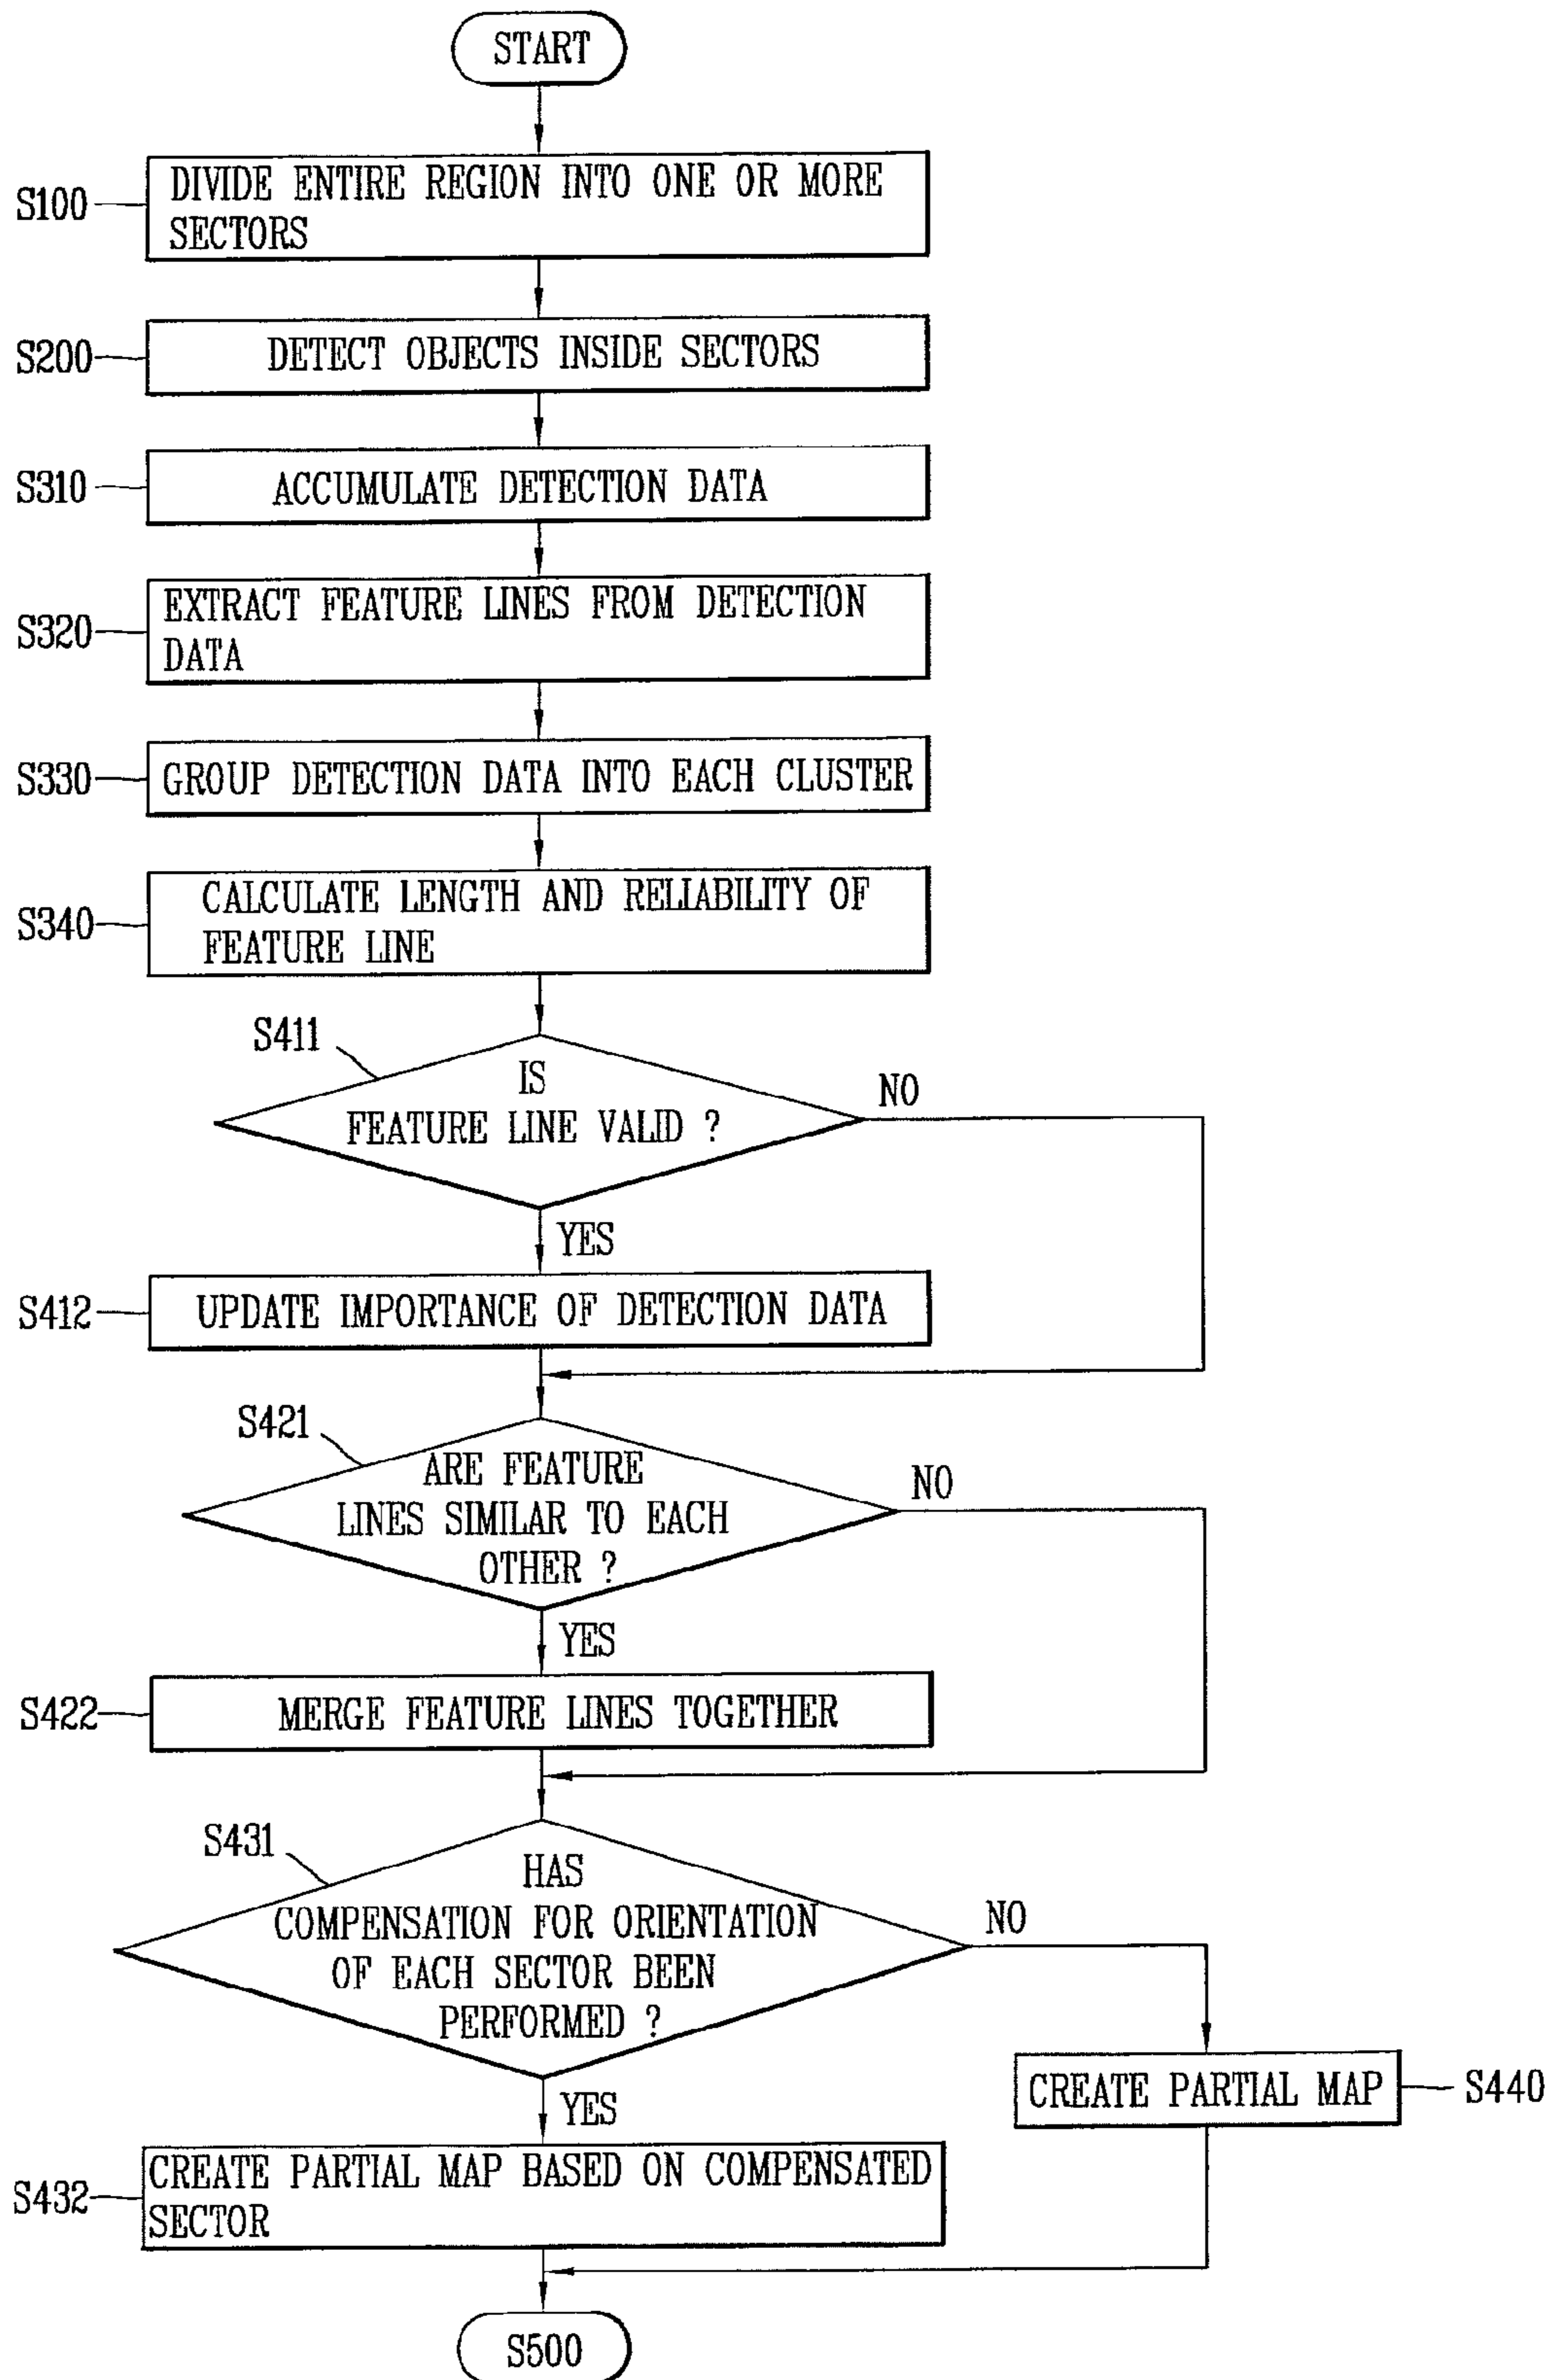 START
S100
DIVIDE ENTIRE REGION INTO ONE OR MORE
SECTORS
S200
DETECT OBJECTS INSIDE SECTORS
S310
ACCUMULATE DETECTION DATA
S320
EXTRACT FEATURE LINES FROM DETECTION
DATA
S330
GROUP DETECTION DATA INTO EACH CLUSTER
S340
CALCULATE LENGTH AND RELIABILITY OF
FEATURE LINE
S411
IS
FEATURE LINE VALID ?
NO
YES
S412
UPDATE IMPORTANCE OF DETECTION DATA
S421
ARE FEATURE
LINES SIMILAR TO EACH
OTHER ?
NO
YES
S422
MERGE FEATURE LINES TOGETHER
S431
HAS
COMPENSATION FOR ORIENTATION
OF EACH SECTOR BEEN
PERFORMED ?
NO
CREATE PARTIAL MAP
S440
YES
S432
CREATE PARTIAL MAP BASED ON COMPENSATED
SECTOR
S500